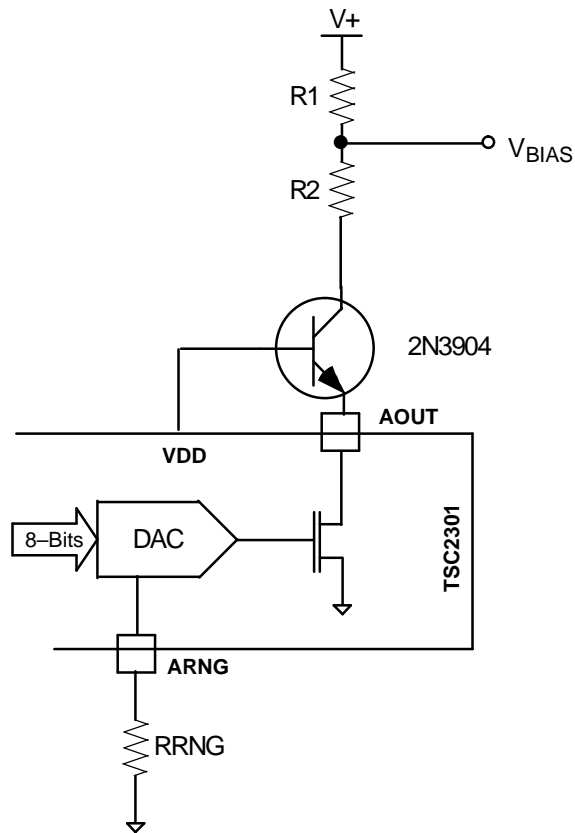 V+
R1
VBIAS
R2
2N3904
AOUT
VDD
8–Bits
DAC
TSC2301
ARNG
RRNG